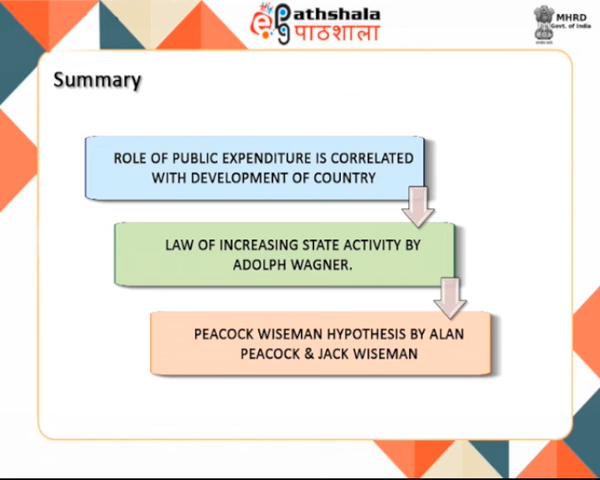 Pathshala
पाठशाला
MHRD
Govt. of India
Summary
ROLE OF PUBLIC EXPENDITURE IS CORRELATED
WITH DEVELOPMENT OF COUNTRY
LAW OF INCREASING STATE ACTIVITY BY
ADOLPH WAGNER.
PEACOCK WISEMAN HYPOTHESIS BY ALAN
PEACOCK & JACK WISEMAN